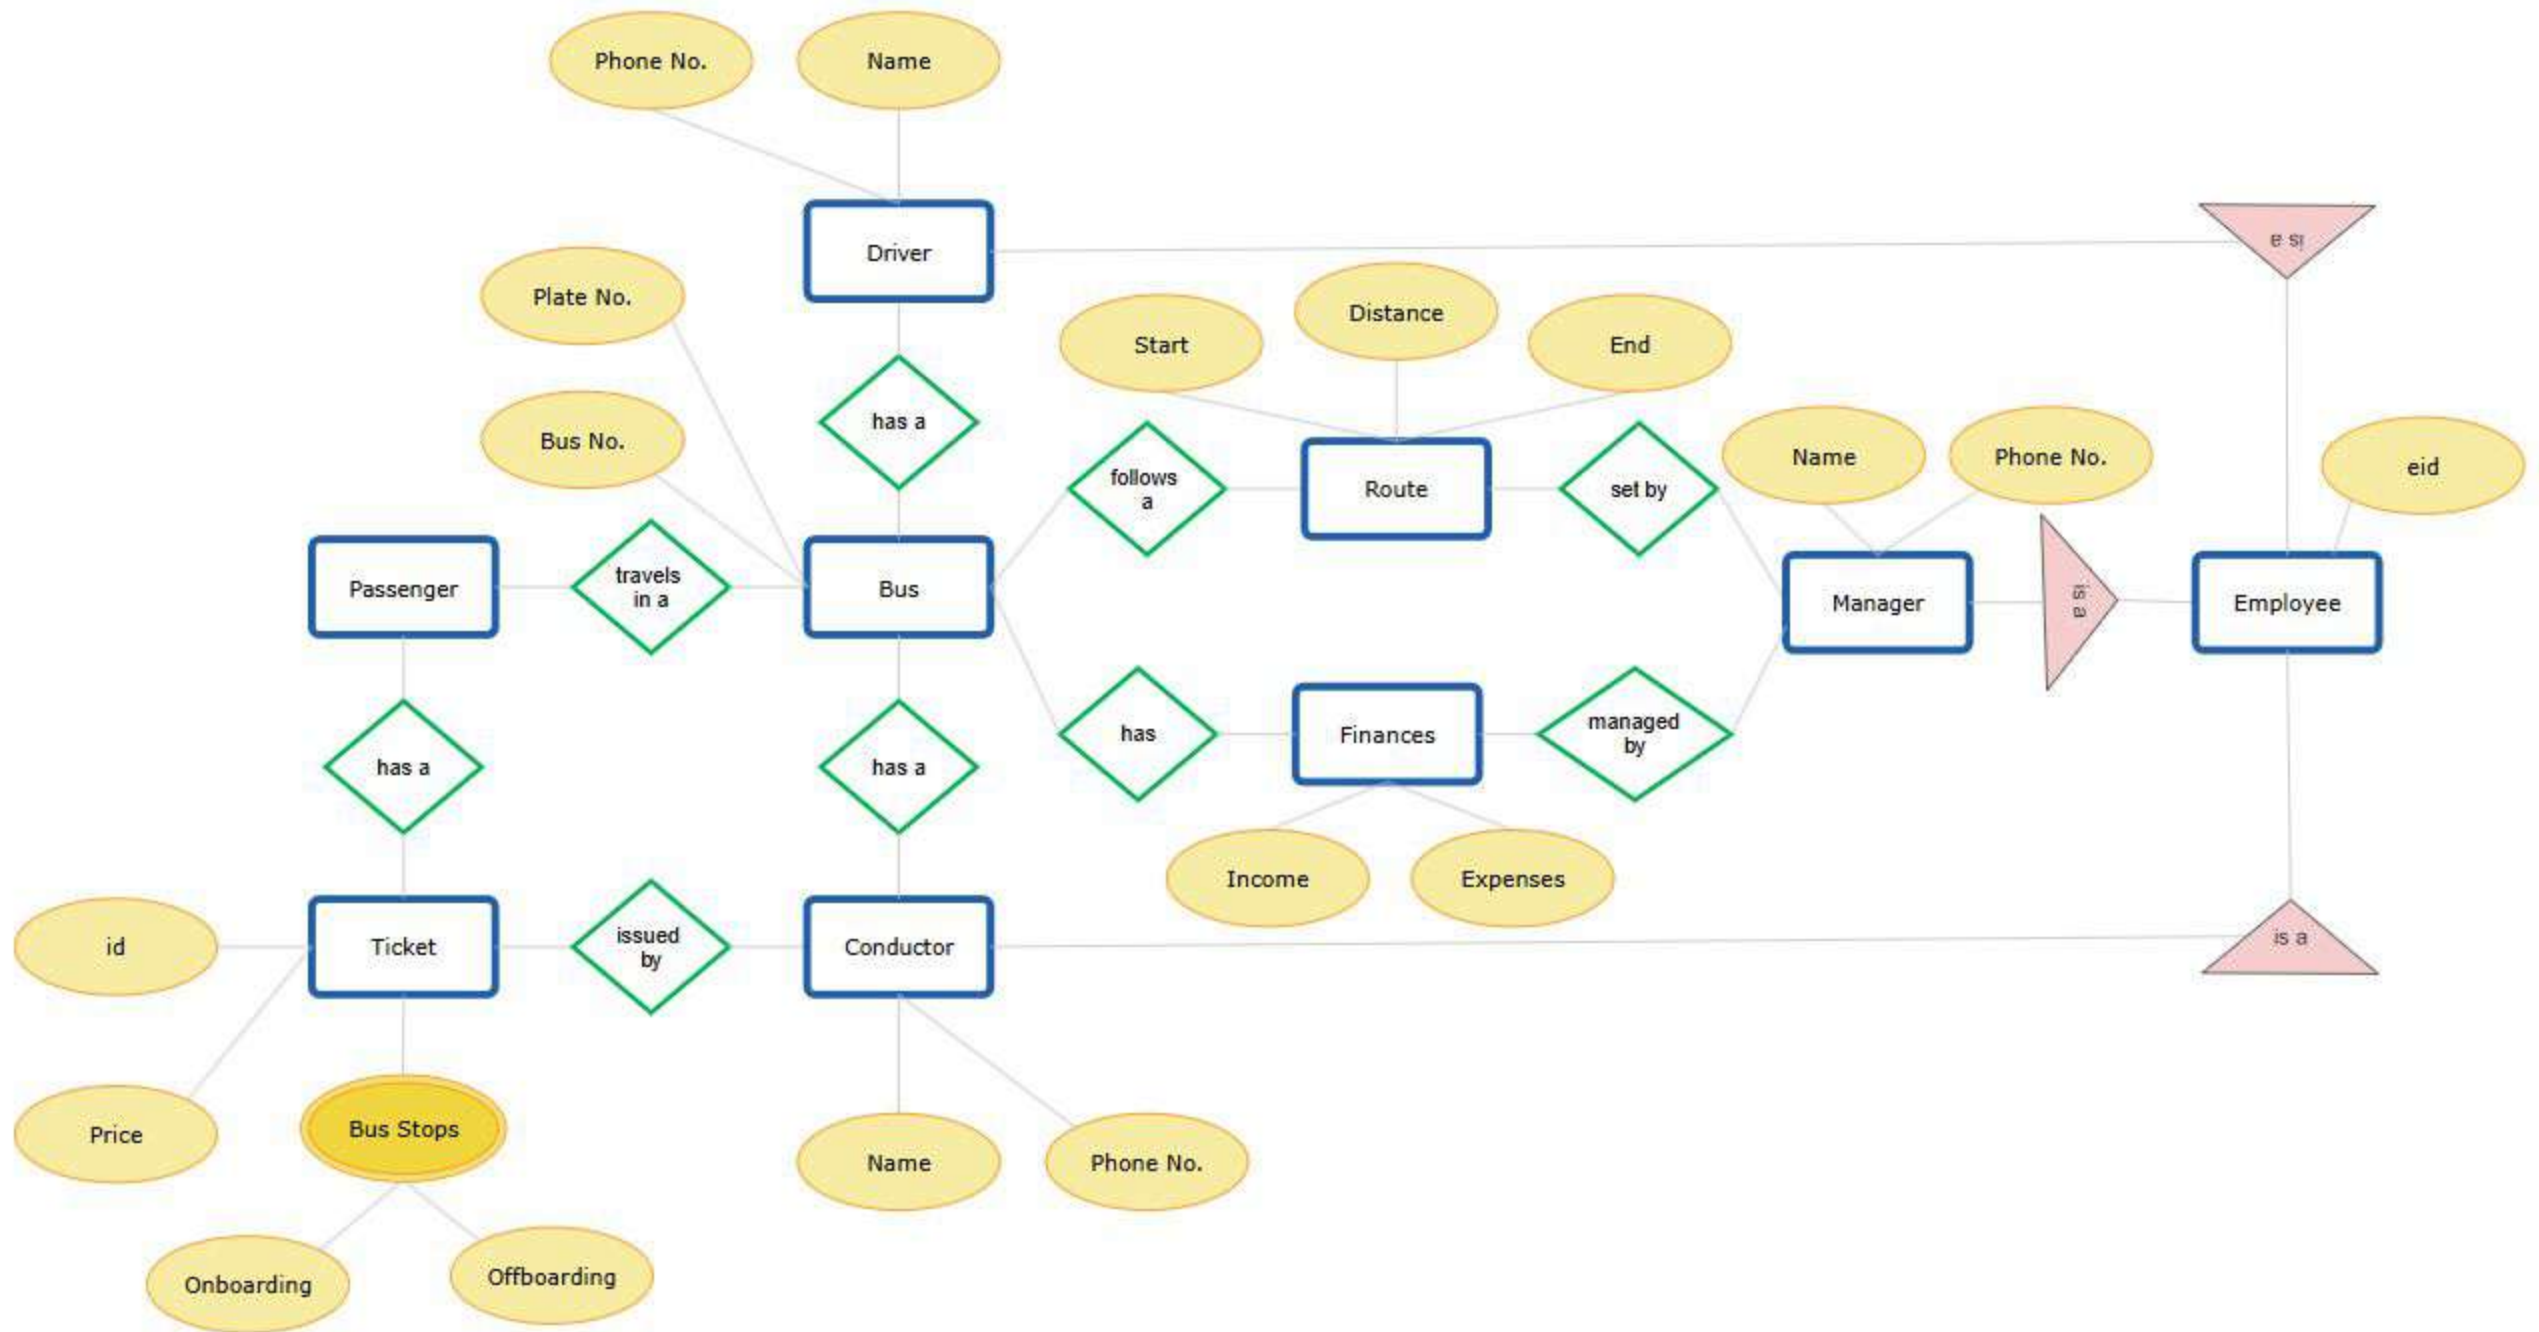 Phone No.
Name
Driver
is a
Plate No.
Start
Distance
End
has a
Bus No.
follows
a
Route
set by
Name
Phone No.
eid
Passenger
travels
in a
Bus
Manager
is a
Employee
has a
has a
has
Finances
managed
by
Income
Expenses
id
Ticket
issued
by
Conductor
is a
Price
Bus Stops
Name
Phone No.
Onboarding
Offboarding